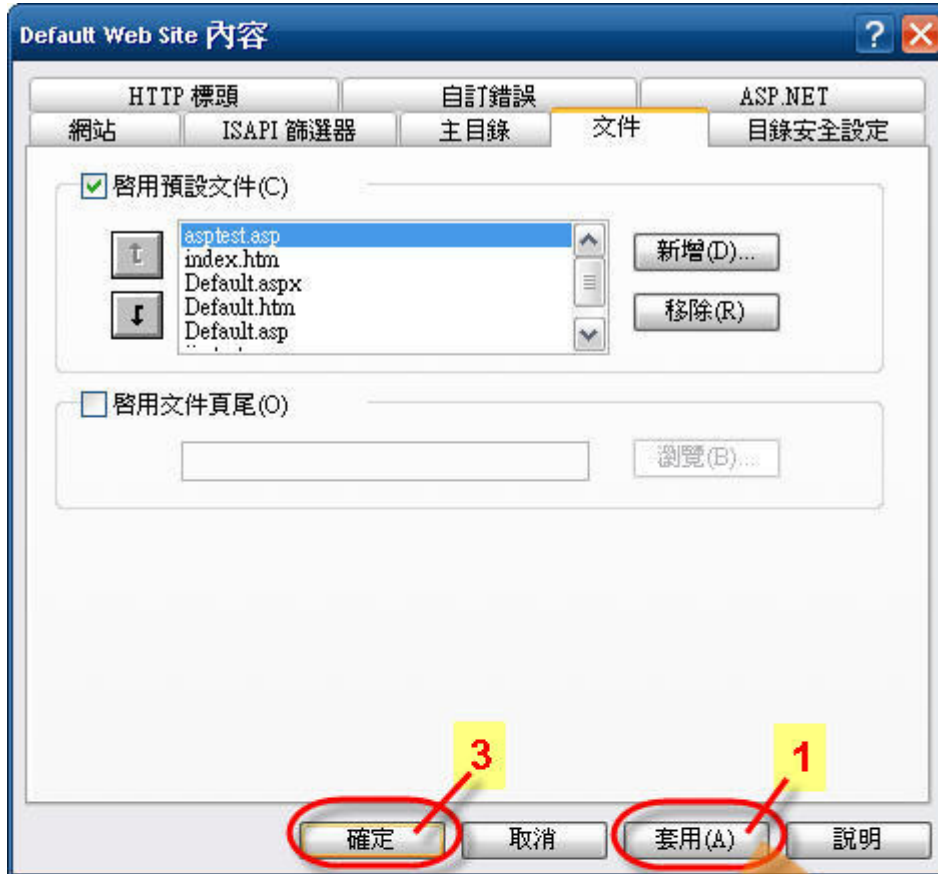 Default Web Site 內容
HTTP 標頭 自訂錯誤 ASP.NET
網站 ISAPI 篩選器 主目錄 文件 目錄安全設定
啓用預設文件(C)
asptest.asp
index.htm
Default.aspx
Default.htm
Default.asp
新增(D)...
移除(R)
啓用文件頁尾(O)
瀏覽(B)...
3 1
確定 取消 套用(A) 說明